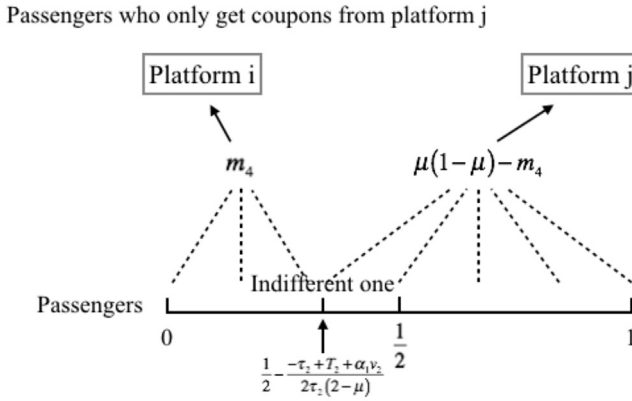 Passengers who only get coupons from platform j
Platform i
Platform j
m₄
μ(1−μ)−m₄
Indifferent one
Passengers
0
1/2
1
1/2 − (−τ₂+T₂+α₁v₂)/(2τ₂(2−μ))